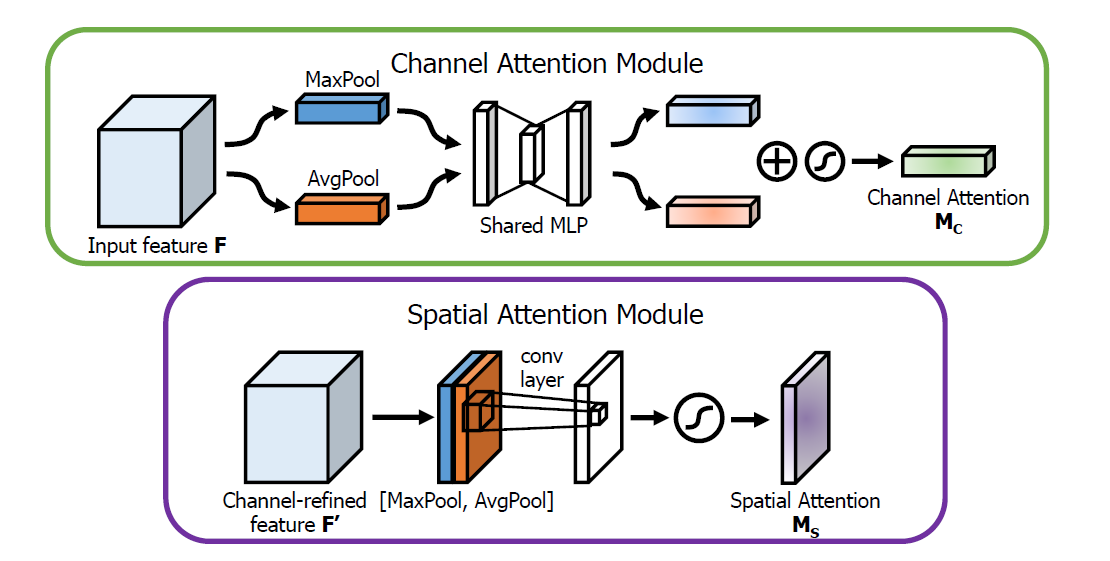 Channel Attention Module
MaxPool
AvgPool
Input feature F
Shared MLP
Channel Attention
Mc
Spatial Attention Module
conv
layer
Channel-refined
feature F'
[MaxPool, AvgPool]
Spatial Attention
Ms